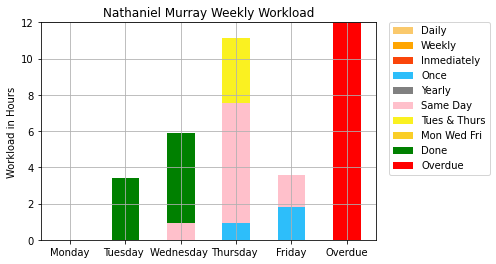 Nathaniel Murray Weekly Workload
Workload in Hours
12
10
8
6
4
2
0
Monday
Tuesday
Wednesday
Thursday
Friday
Overdue
Daily
Weekly
Inmediately
Once
Yearly
Same Day
Tues & Thurs
Mon Wed Fri
Done
Overdue